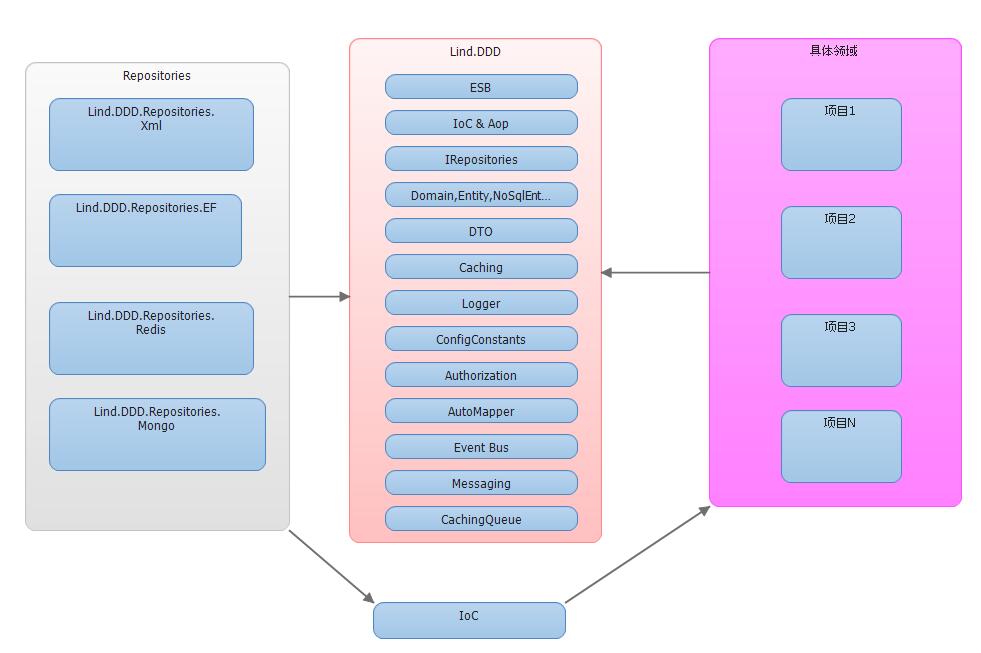 Repositories
Lind.DDD.Repositories.
Xml
Lind.DDD.Repositories.EF
Lind.DDD.Repositories.
Redis
Lind.DDD.Repositories.
Mongo
Lind.DDD
ESB
IoC & Aop
IRepositories
Domain,Entity,NoSqlEnt...
DTO
Caching
Logger
ConfigConstants
Authorization
AutoMapper
Event Bus
Messaging
CachingQueue
具体领域
项目1
项目2
项目3
项目N
IoC